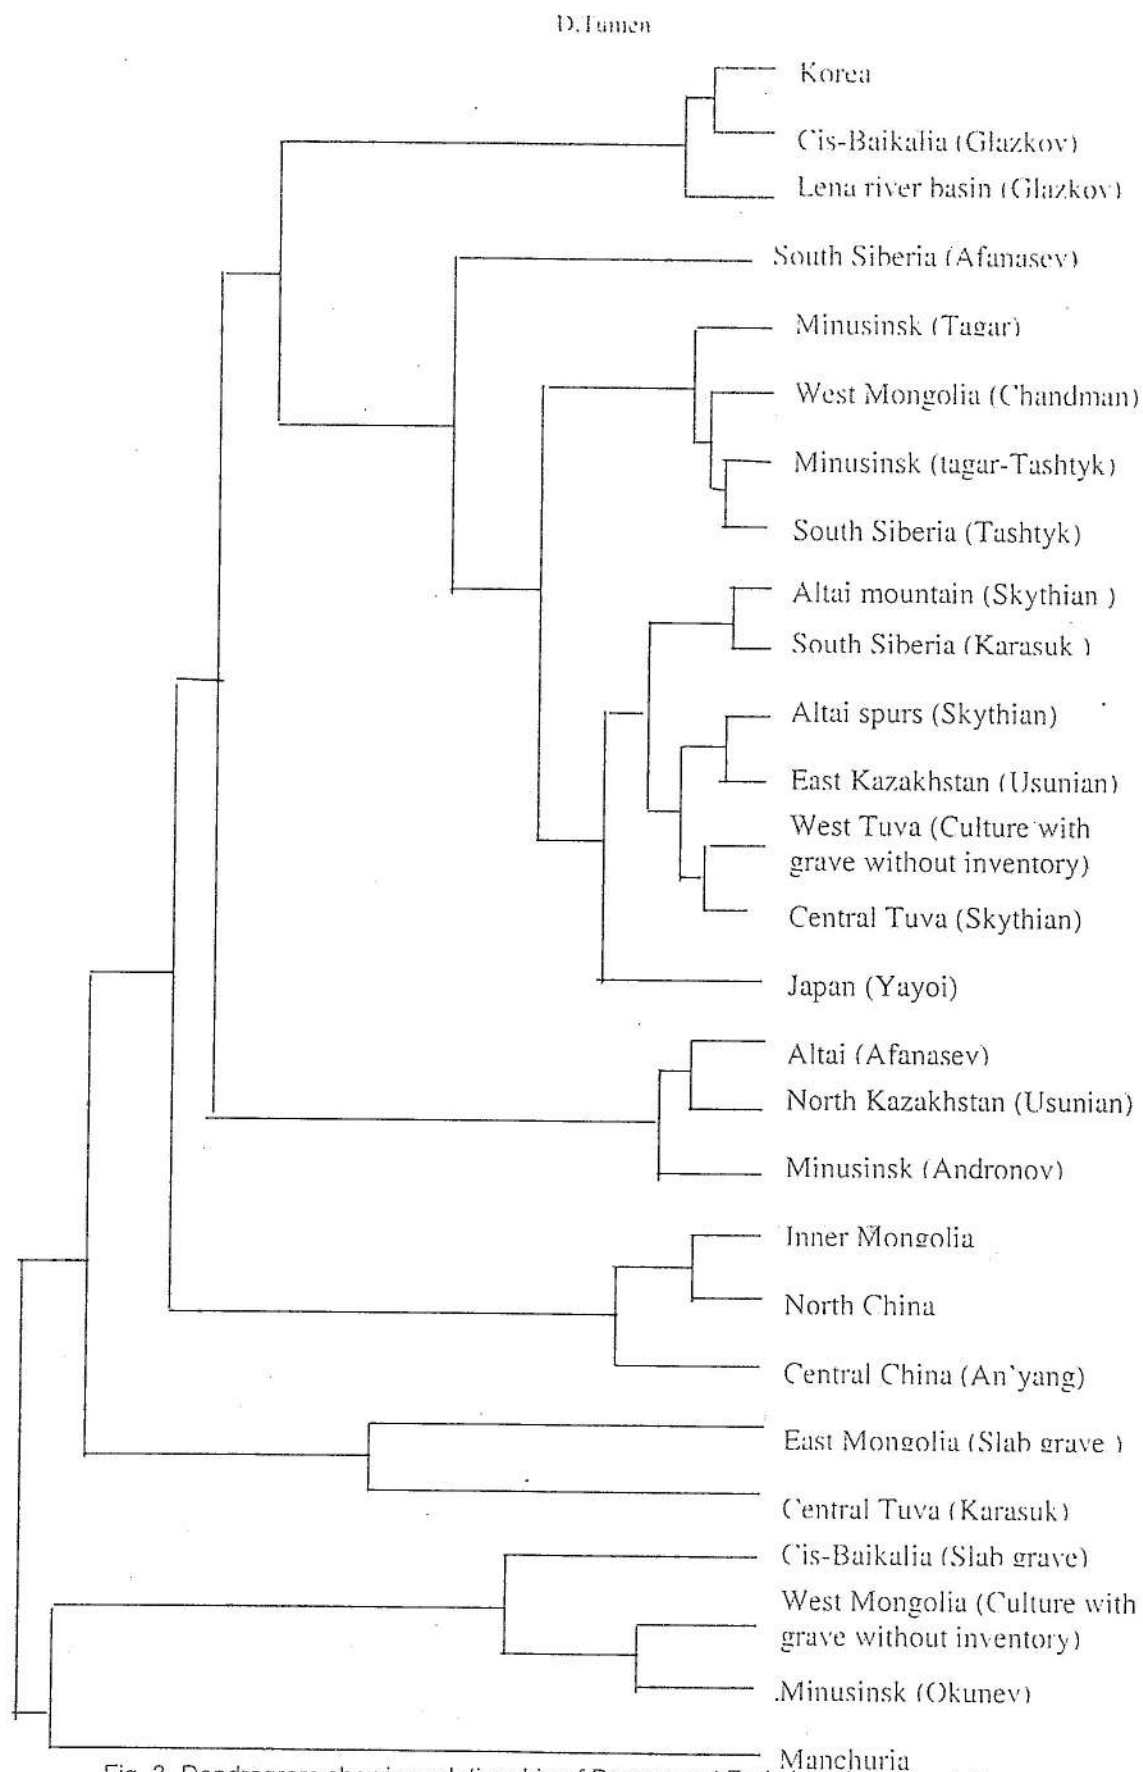 D.Tumen
Korea
Cis-Baikalia (Glazkov)
Lena river basin (Glazkov)
South Siberia (Afanasev)
Minusinsk (Tagar)
West Mongolia (Chandman)
Minusinsk (tagar-Tashtyk)
South Siberia (Tashtyk)
Altai mountain (Skythian )
South Siberia (Karasuk )
Altai spurs (Skythian)
East Kazakhstan (Usunian)
West Tuva (Culture with
grave without inventory)
Central Tuva (Skythian)
Japan (Yayoi)
Altai (Afanasev)
North Kazakhstan (Usunian)
Minusinsk (Andronov)
Inner Mongolia
North China
Central China (An'yang)
East Mongolia (Slab grave )
Central Tuva (Karasuk)
Cis-Baikalia (Slab grave)
West Mongolia (Culture with
grave without inventory)
Minusinsk (Okunev)
Manchuria